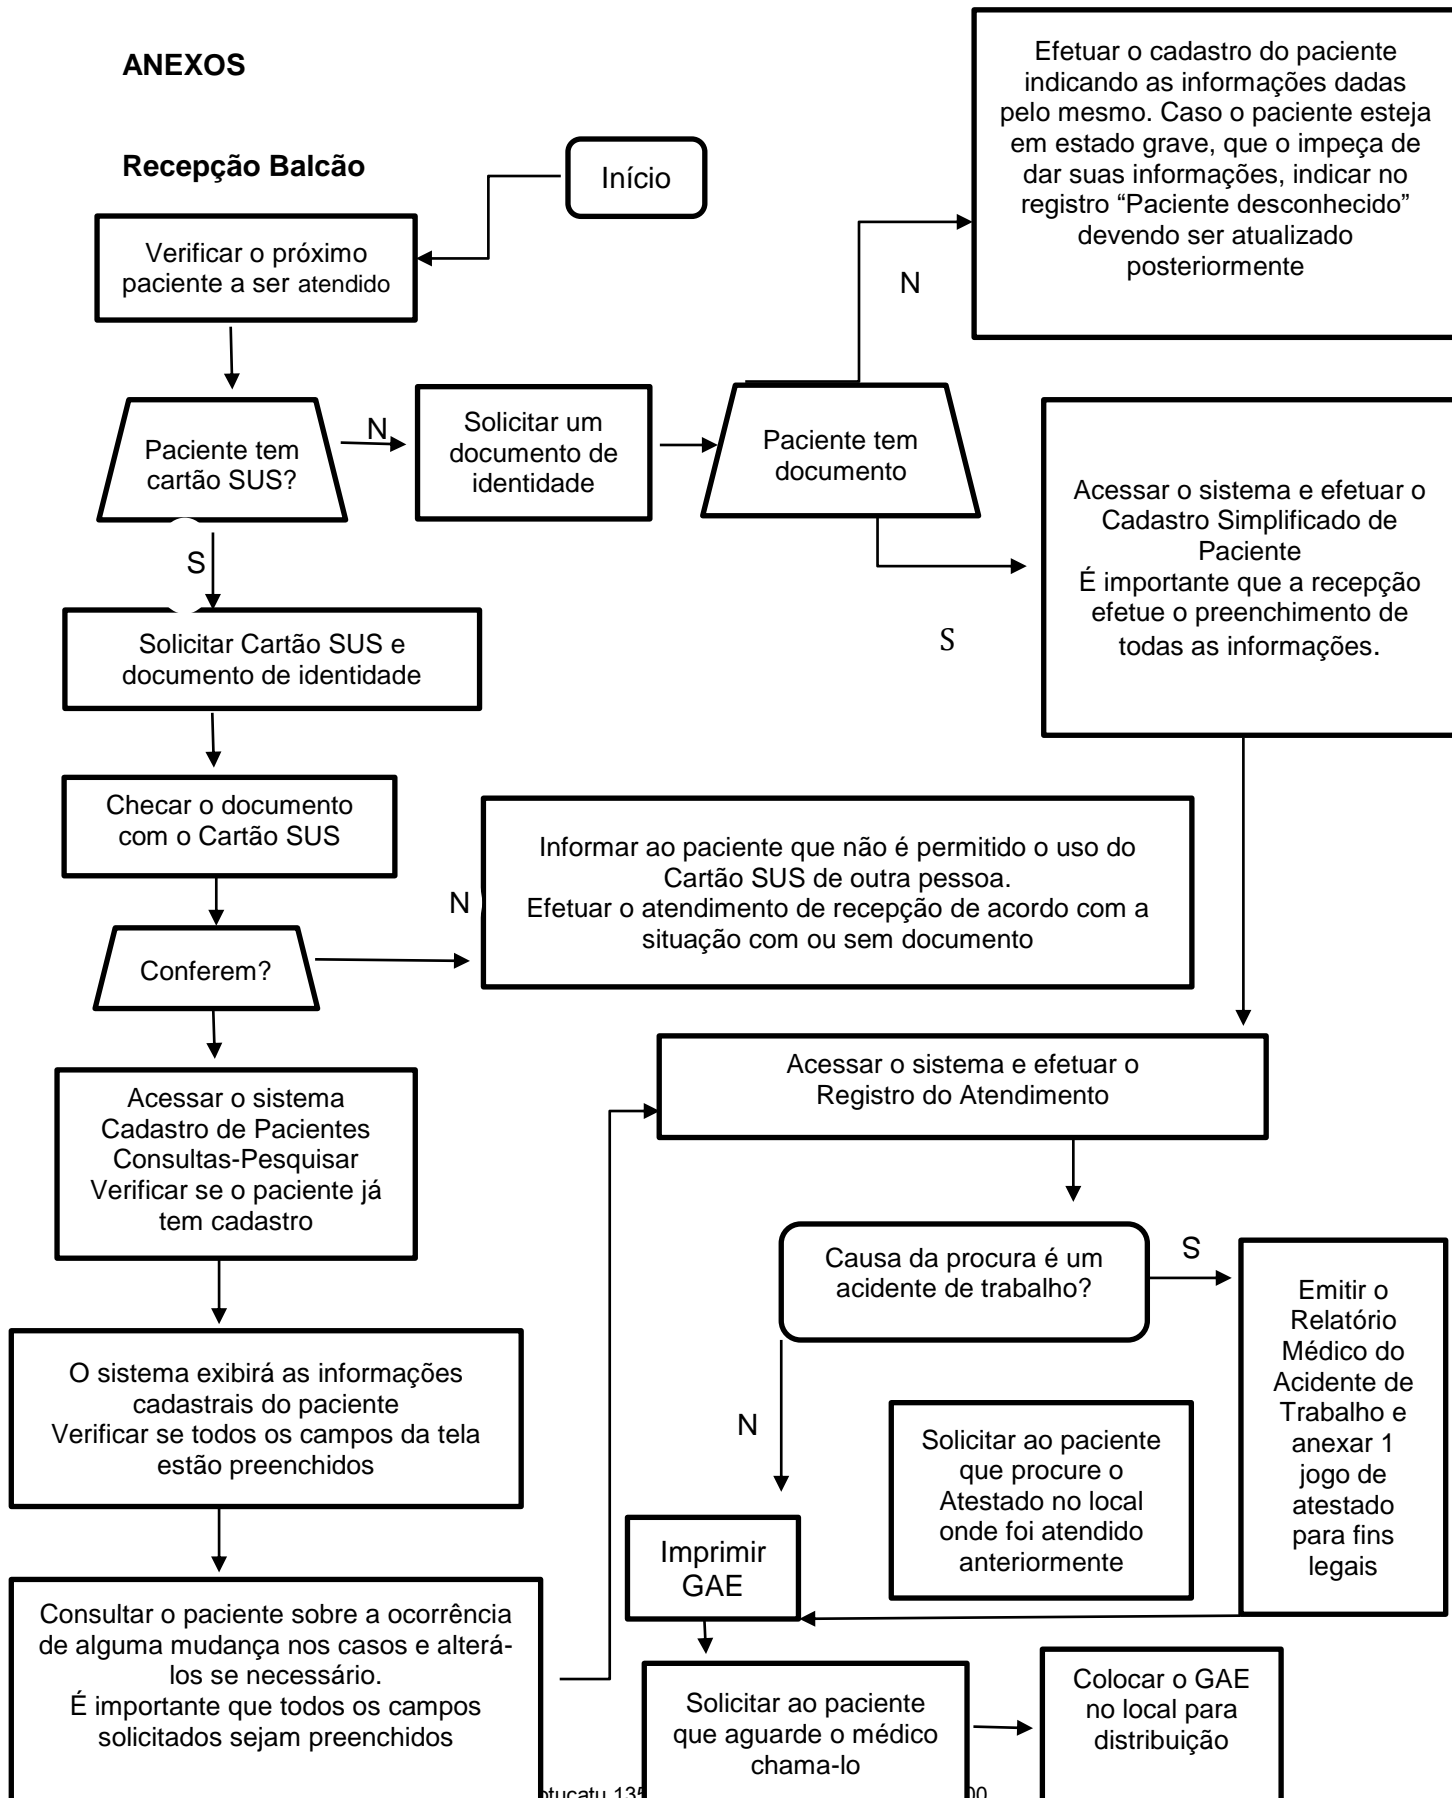 ANEXOS
Recepção Balcão
Início
Efetuar o cadastro do paciente
indicando as informações dadas
pelo mesmo. Caso o paciente esteja
em estado grave, que o impeça de
dar suas informações, indicar no
registro “Paciente desconhecido”
devendo ser atualizado
posteriormente
Verificar o próximo
paciente a ser atendido
N
Paciente tem
cartão SUS?
N
Solicitar um
documento de
identidade
Paciente tem
documento
Acessar o sistema e efetuar o
Cadastro Simplificado de
Paciente
É importante que a recepção
efetue o preenchimento de
todas as informações.
S
S
Solicitar Cartão SUS e
documento de identidade
Checar o documento
com o Cartão SUS
N
Informar ao paciente que não é permitido o uso do
Cartão SUS de outra pessoa.
Efetuar o atendimento de recepção de acordo com a
situação com ou sem documento
Conferem?
Acessar o sistema
Cadastro de Pacientes
Consultas-Pesquisar
Verificar se o paciente já
tem cadastro
Acessar o sistema e efetuar o
Registro do Atendimento
Causa da procura é um
acidente de trabalho?
S
Emitir o
Relatório
Médico do
Acidente de
Trabalho e
anexar 1
jogo de
atestado
para fins
legais
O sistema exibirá as informações
cadastrais do paciente
Verificar se todos os campos da tela
estão preenchidos
N
Solicitar ao paciente
que procure o
Atestado no local
onde foi atendido
anteriormente
Imprimir
GAE
Consultar o paciente sobre a ocorrência
de alguma mudança nos casos e alterá-
los se necessário.
É importante que todos os campos
solicitados sejam preenchidos
Solicitar ao paciente
que aguarde o médico
chama-lo
Colocar o GAE
no local para
distribuição